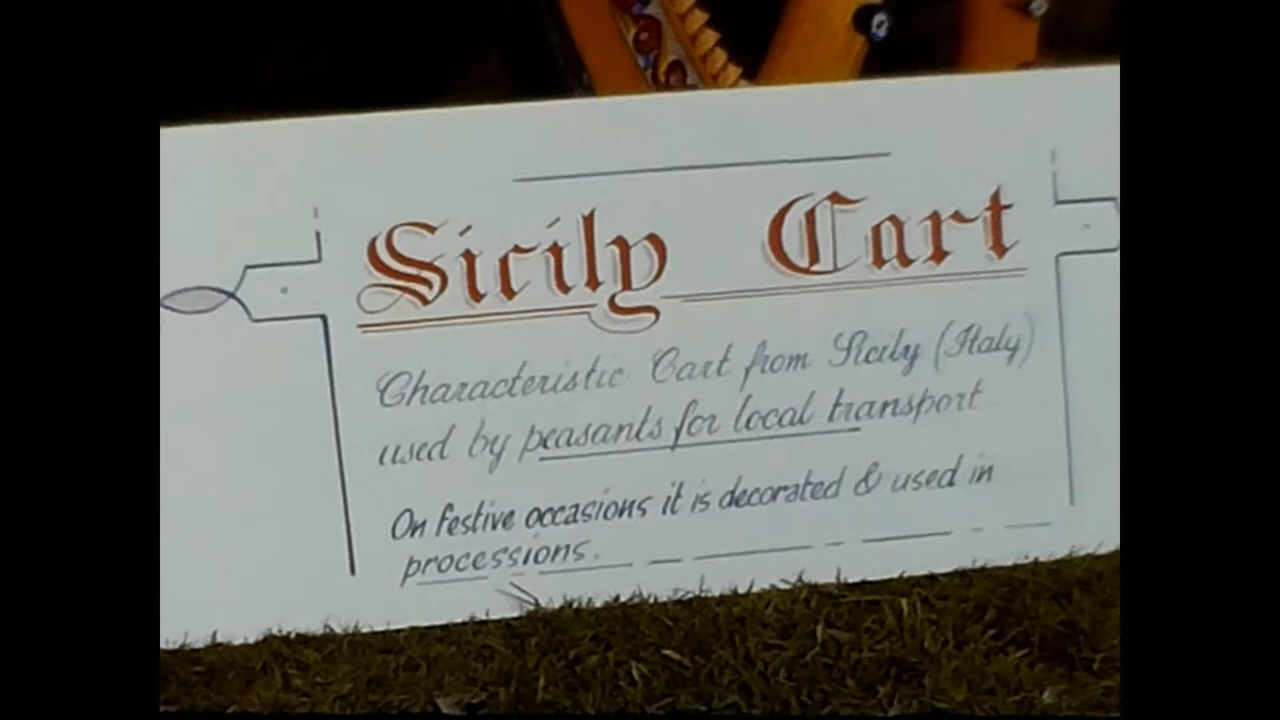 Sicily Cart
Characteristic Cart from Sicily (Italy)
used by peasants for local transport
On festive occasions it is decorated & used in
processions.